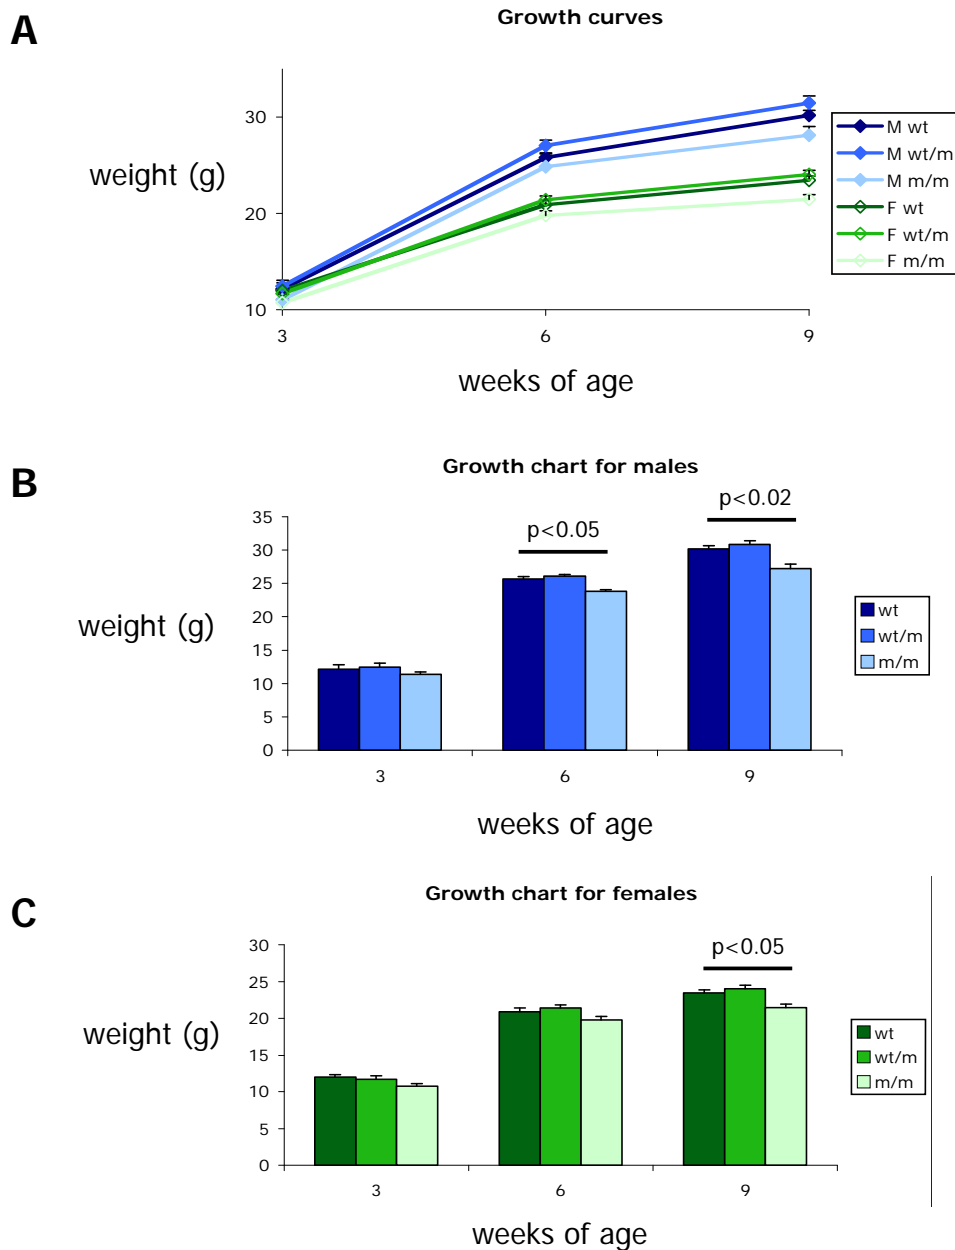 A
Growth curves
weight (g)
30
20
10
3
6
9
weeks of age
M wt
M wt/m
M m/m
F wt
F wt/m
F m/m
B
Growth chart for males
p<0.05
p<0.02
weight (g)
35
30
25
20
15
10
5
0
3
6
9
weeks of age
wt
wt/m
m/m
C
Growth chart for females
p<0.05
weight (g)
30
25
20
15
10
5
0
3
6
9
weeks of age
wt
wt/m
m/m